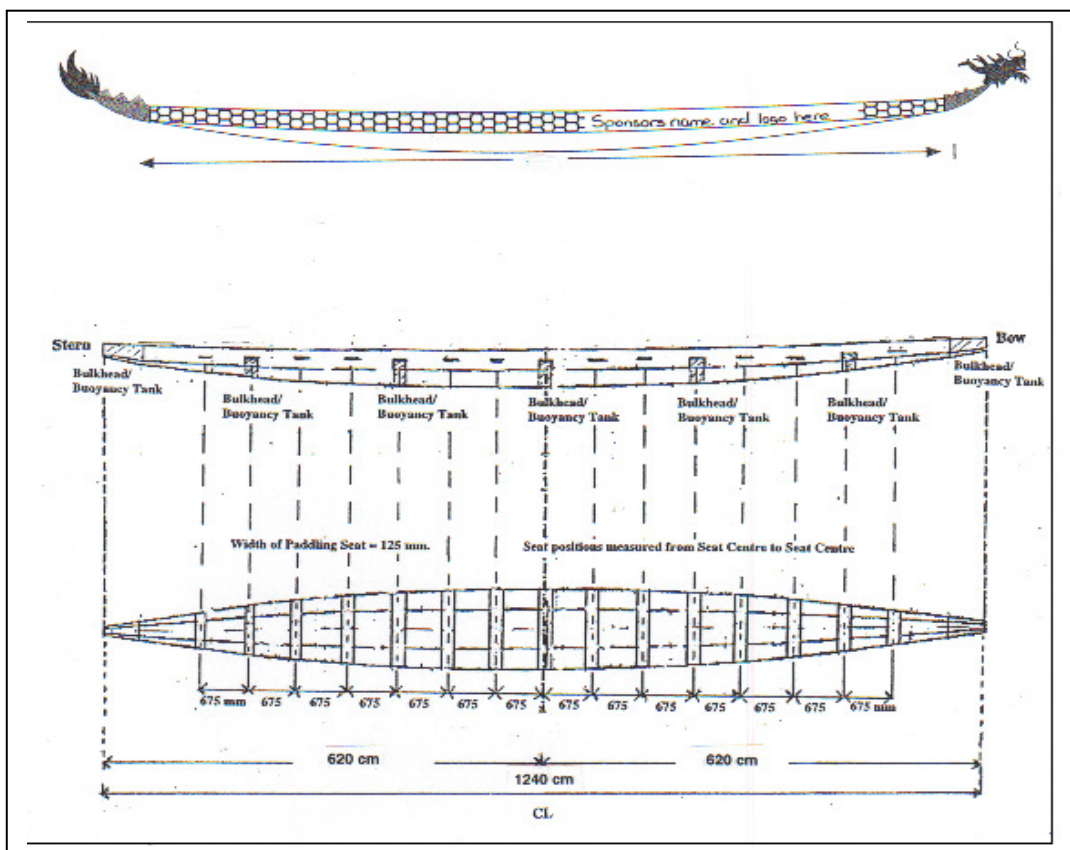 Sponsors name and logo here
Stern
Bow
Bulkhead/
Buoyancy Tank
Bulkhead/
Buoyancy Tank
Bulkhead/
Buoyancy Tank
Bulkhead/
Buoyancy Tank
Bulkhead/
Buoyancy Tank
Bulkhead/
Buoyancy Tank
Bulkhead/
Buoyancy Tank
Width of Paddling Seat = 125 mm.
Seat positions measured from Seat Centre to Seat Centre
675 mm 675 675 675 675 675 675 675 675 675 675 675 675 675 mm
620 cm 620 cm
1240 cm
CL